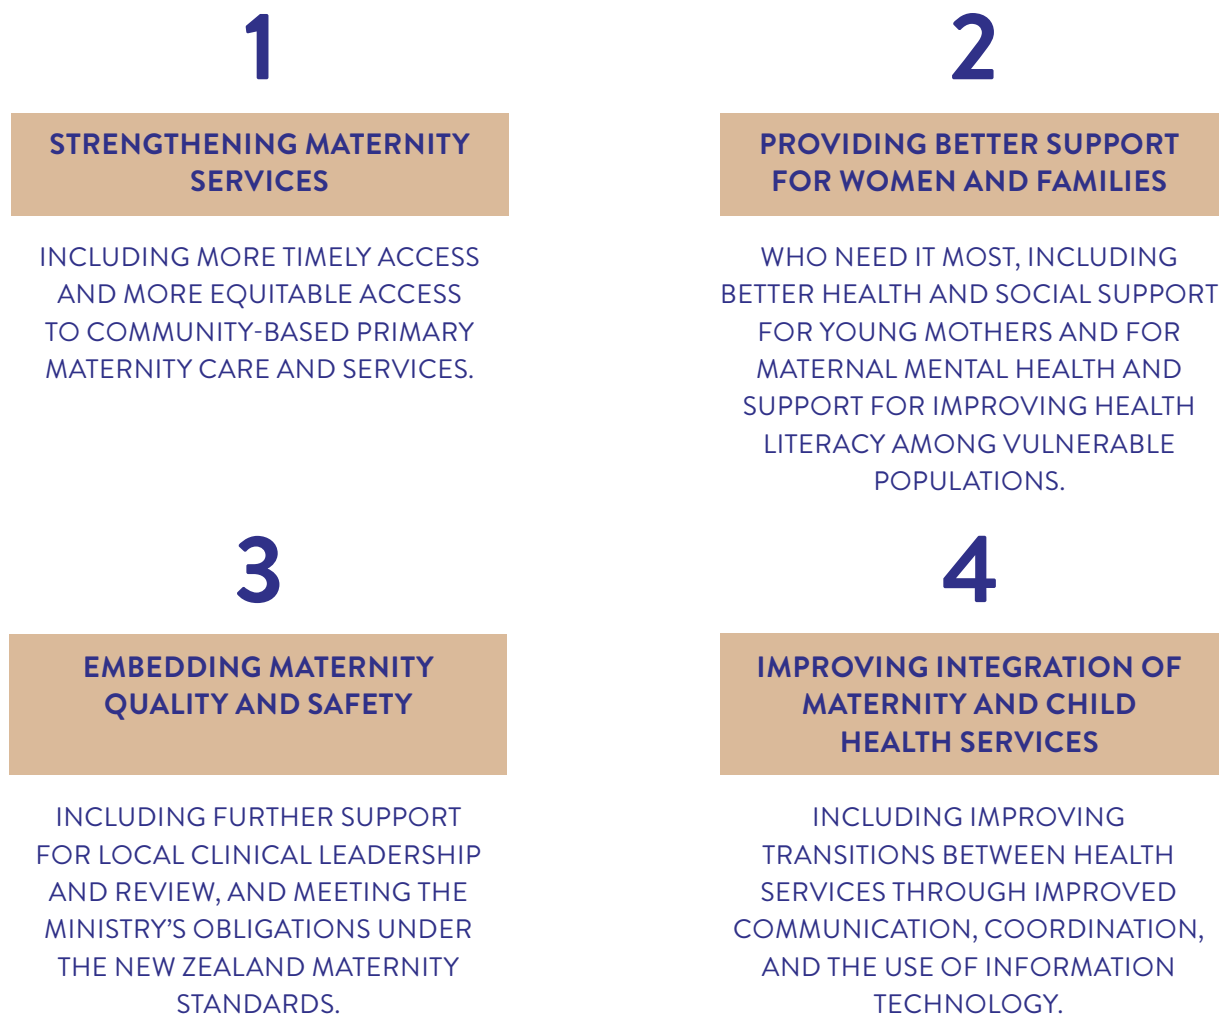 1
STRENGTHENING MATERNITY
SERVICES
INCLUDING MORE TIMELY ACCESS
AND MORE EQUITABLE ACCESS
TO COMMUNITY-BASED PRIMARY
MATERNITY CARE AND SERVICES.
2
PROVIDING BETTER SUPPORT
FOR WOMEN AND FAMILIES
WHO NEED IT MOST, INCLUDING
BETTER HEALTH AND SOCIAL SUPPORT
FOR YOUNG MOTHERS AND FOR
MATERNAL MENTAL HEALTH AND
SUPPORT FOR IMPROVING HEALTH
LITERACY AMONG VULNERABLE
POPULATIONS.
3
EMBEDDING MATERNITY
QUALITY AND SAFETY
INCLUDING FURTHER SUPPORT
FOR LOCAL CLINICAL LEADERSHIP
AND REVIEW, AND MEETING THE
MINISTRY'S OBLIGATIONS UNDER
THE NEW ZEALAND MATERNITY
STANDARDS.
4
IMPROVING INTEGRATION OF
MATERNITY AND CHILD
HEALTH SERVICES
INCLUDING IMPROVING
TRANSITIONS BETWEEN HEALTH
SERVICES THROUGH IMPROVED
COMMUNICATION, COORDINATION,
AND THE USE OF INFORMATION
TECHNOLOGY.